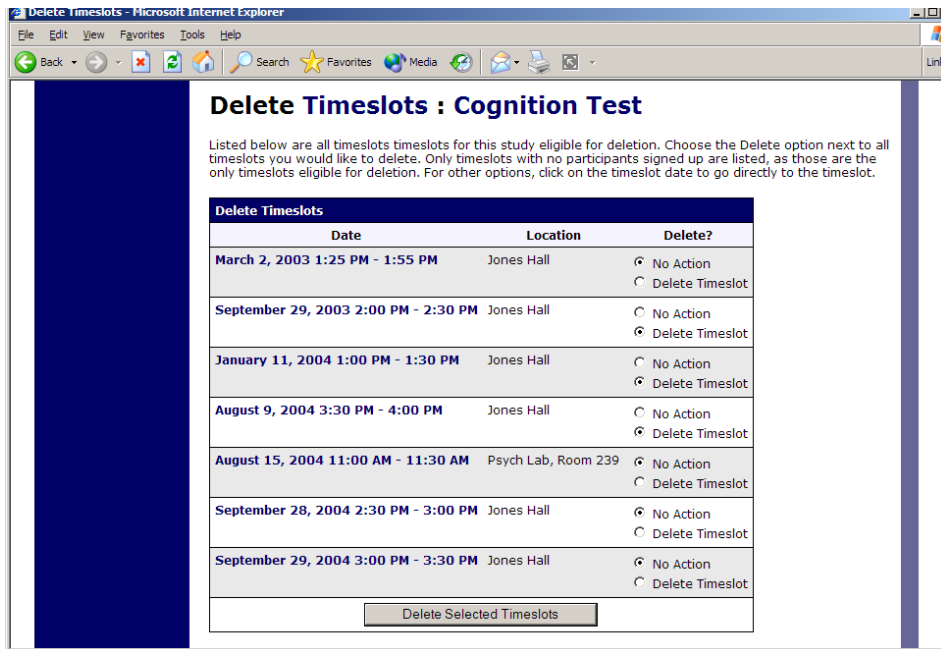 Delete Timeslots - Microsoft Internet Explorer
File Edit View Favorites Tools Help
Back Search Favorites Media
Delete Timeslots : Cognition Test
Listed below are all timeslots timeslots for this study eligible for deletion. Choose the Delete option next to all
timeslots you would like to delete. Only timeslots with no participants signed up are listed, as those are the
only timeslots eligible for deletion. For other options, click on the timeslot date to go directly to the timeslot.
Delete Timeslots
Date Location Delete?
March 2, 2003 1:25 PM - 1:55 PM Jones Hall No Action
Delete Timeslot
September 29, 2003 2:00 PM - 2:30 PM Jones Hall No Action
Delete Timeslot
January 11, 2004 1:00 PM - 1:30 PM Jones Hall No Action
Delete Timeslot
August 9, 2004 3:30 PM - 4:00 PM Jones Hall No Action
Delete Timeslot
August 15, 2004 11:00 AM - 11:30 AM Psych Lab, Room 239 No Action
Delete Timeslot
September 28, 2004 2:30 PM - 3:00 PM Jones Hall No Action
Delete Timeslot
September 29, 2004 3:00 PM - 3:30 PM Jones Hall No Action
Delete Timeslot
Delete Selected Timeslots